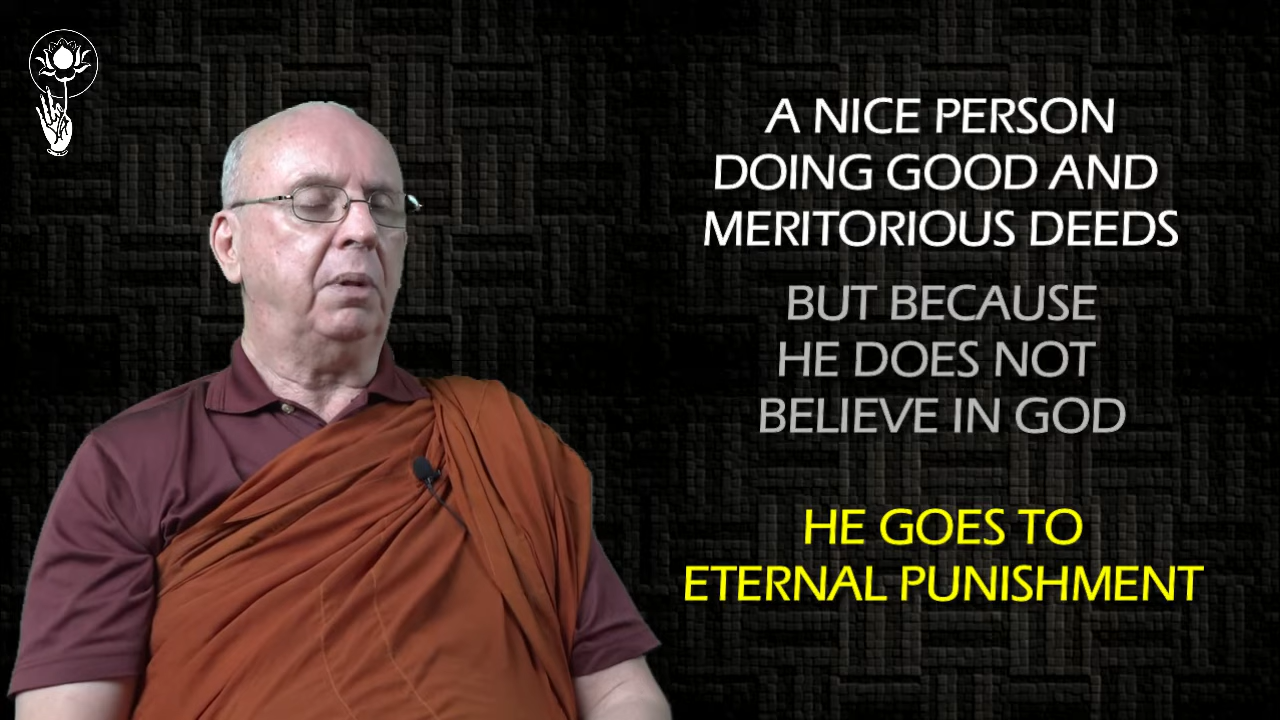 A NICE PERSON
DOING GOOD AND
MERITORIOUS DEEDS
BUT BECAUSE
HE DOES NOT
BELIEVE IN GOD
HE GOES TO
ETERNAL PUNISHMENT